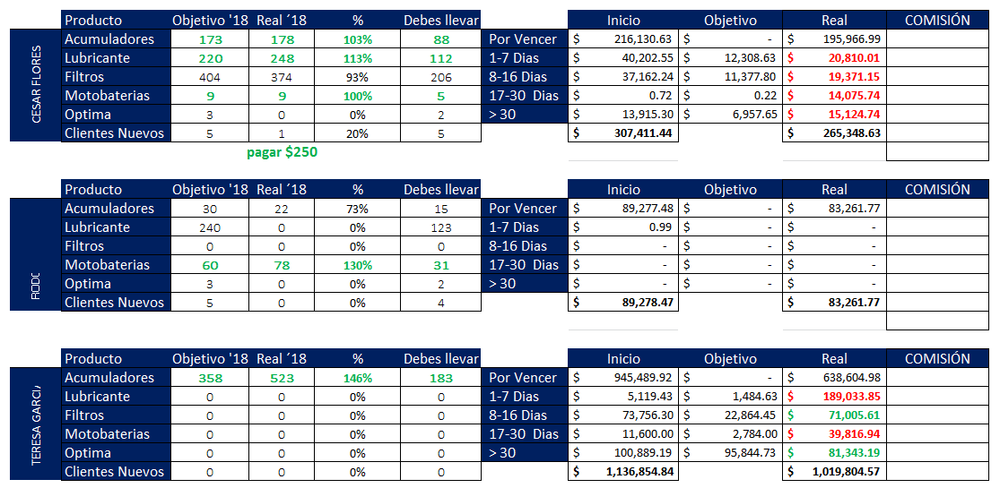 Producto Objetivo '18 Real ´18 % Debes llevar Inicio Objetivo Real COMISIÓN
CESAR FLORES
Acumuladores 173 178 103% 88 Por Vencer $ 216,130.63 $ - $ 195,966.99
Lubricante 220 248 113% 112 1-7 Dias $ 40,202.55 $ 12,308.63 $ 20,810.01
Filtros 404 374 93% 206 8-16 Dias $ 37,162.24 $ 11,377.80 $ 19,371.15
Motobaterias 9 9 100% 5 17-30 Dias $ 0.72 $ 0.22 $ 14,075.74
Optima 3 0 0% 2 > 30 $ 13,915.30 $ 6,957.65 $ 15,124.74
Clientes Nuevos 5 1 20% 5 $ 307,411.44 $ 265,348.63
pagar $250
Producto Objetivo '18 Real ´18 % Debes llevar Inicio Objetivo Real COMISIÓN
Acumuladores 30 22 73% 15 Por Vencer $ 89,277.48 $ - $ 83,261.77
Lubricante 240 0 0% 123 1-7 Dias $ 0.99 $ - $ -
Filtros 0 0 0% 0 8-16 Dias $ - $ - $ -
Motobaterias 60 78 130% 31 17-30 Dias $ - $ - $ -
Optima 3 0 0% 2 > 30 $ - $ - $ -
Clientes Nuevos 5 0 0% 4 $ 89,278.47 $ 83,261.77
Producto Objetivo '18 Real ´18 % Debes llevar Inicio Objetivo Real COMISIÓN
TERESA GARCIA
Acumuladores 358 523 146% 183 Por Vencer $ 945,489.92 $ - $ 638,604.98
Lubricante 0 0 0% 0 1-7 Dias $ 5,119.43 $ 1,484.63 $ 189,033.85
Filtros 0 0 0% 0 8-16 Dias $ 73,756.30 $ 22,864.45 $ 71,005.61
Motobaterias 0 0 0% 0 17-30 Dias $ 11,600.00 $ 2,784.00 $ 39,816.94
Optima 0 0 0% 0 > 30 $ 100,889.19 $ 95,844.73 $ 81,343.19
Clientes Nuevos 0 0 0% 0 $ 1,136,854.84 $ 1,019,804.57